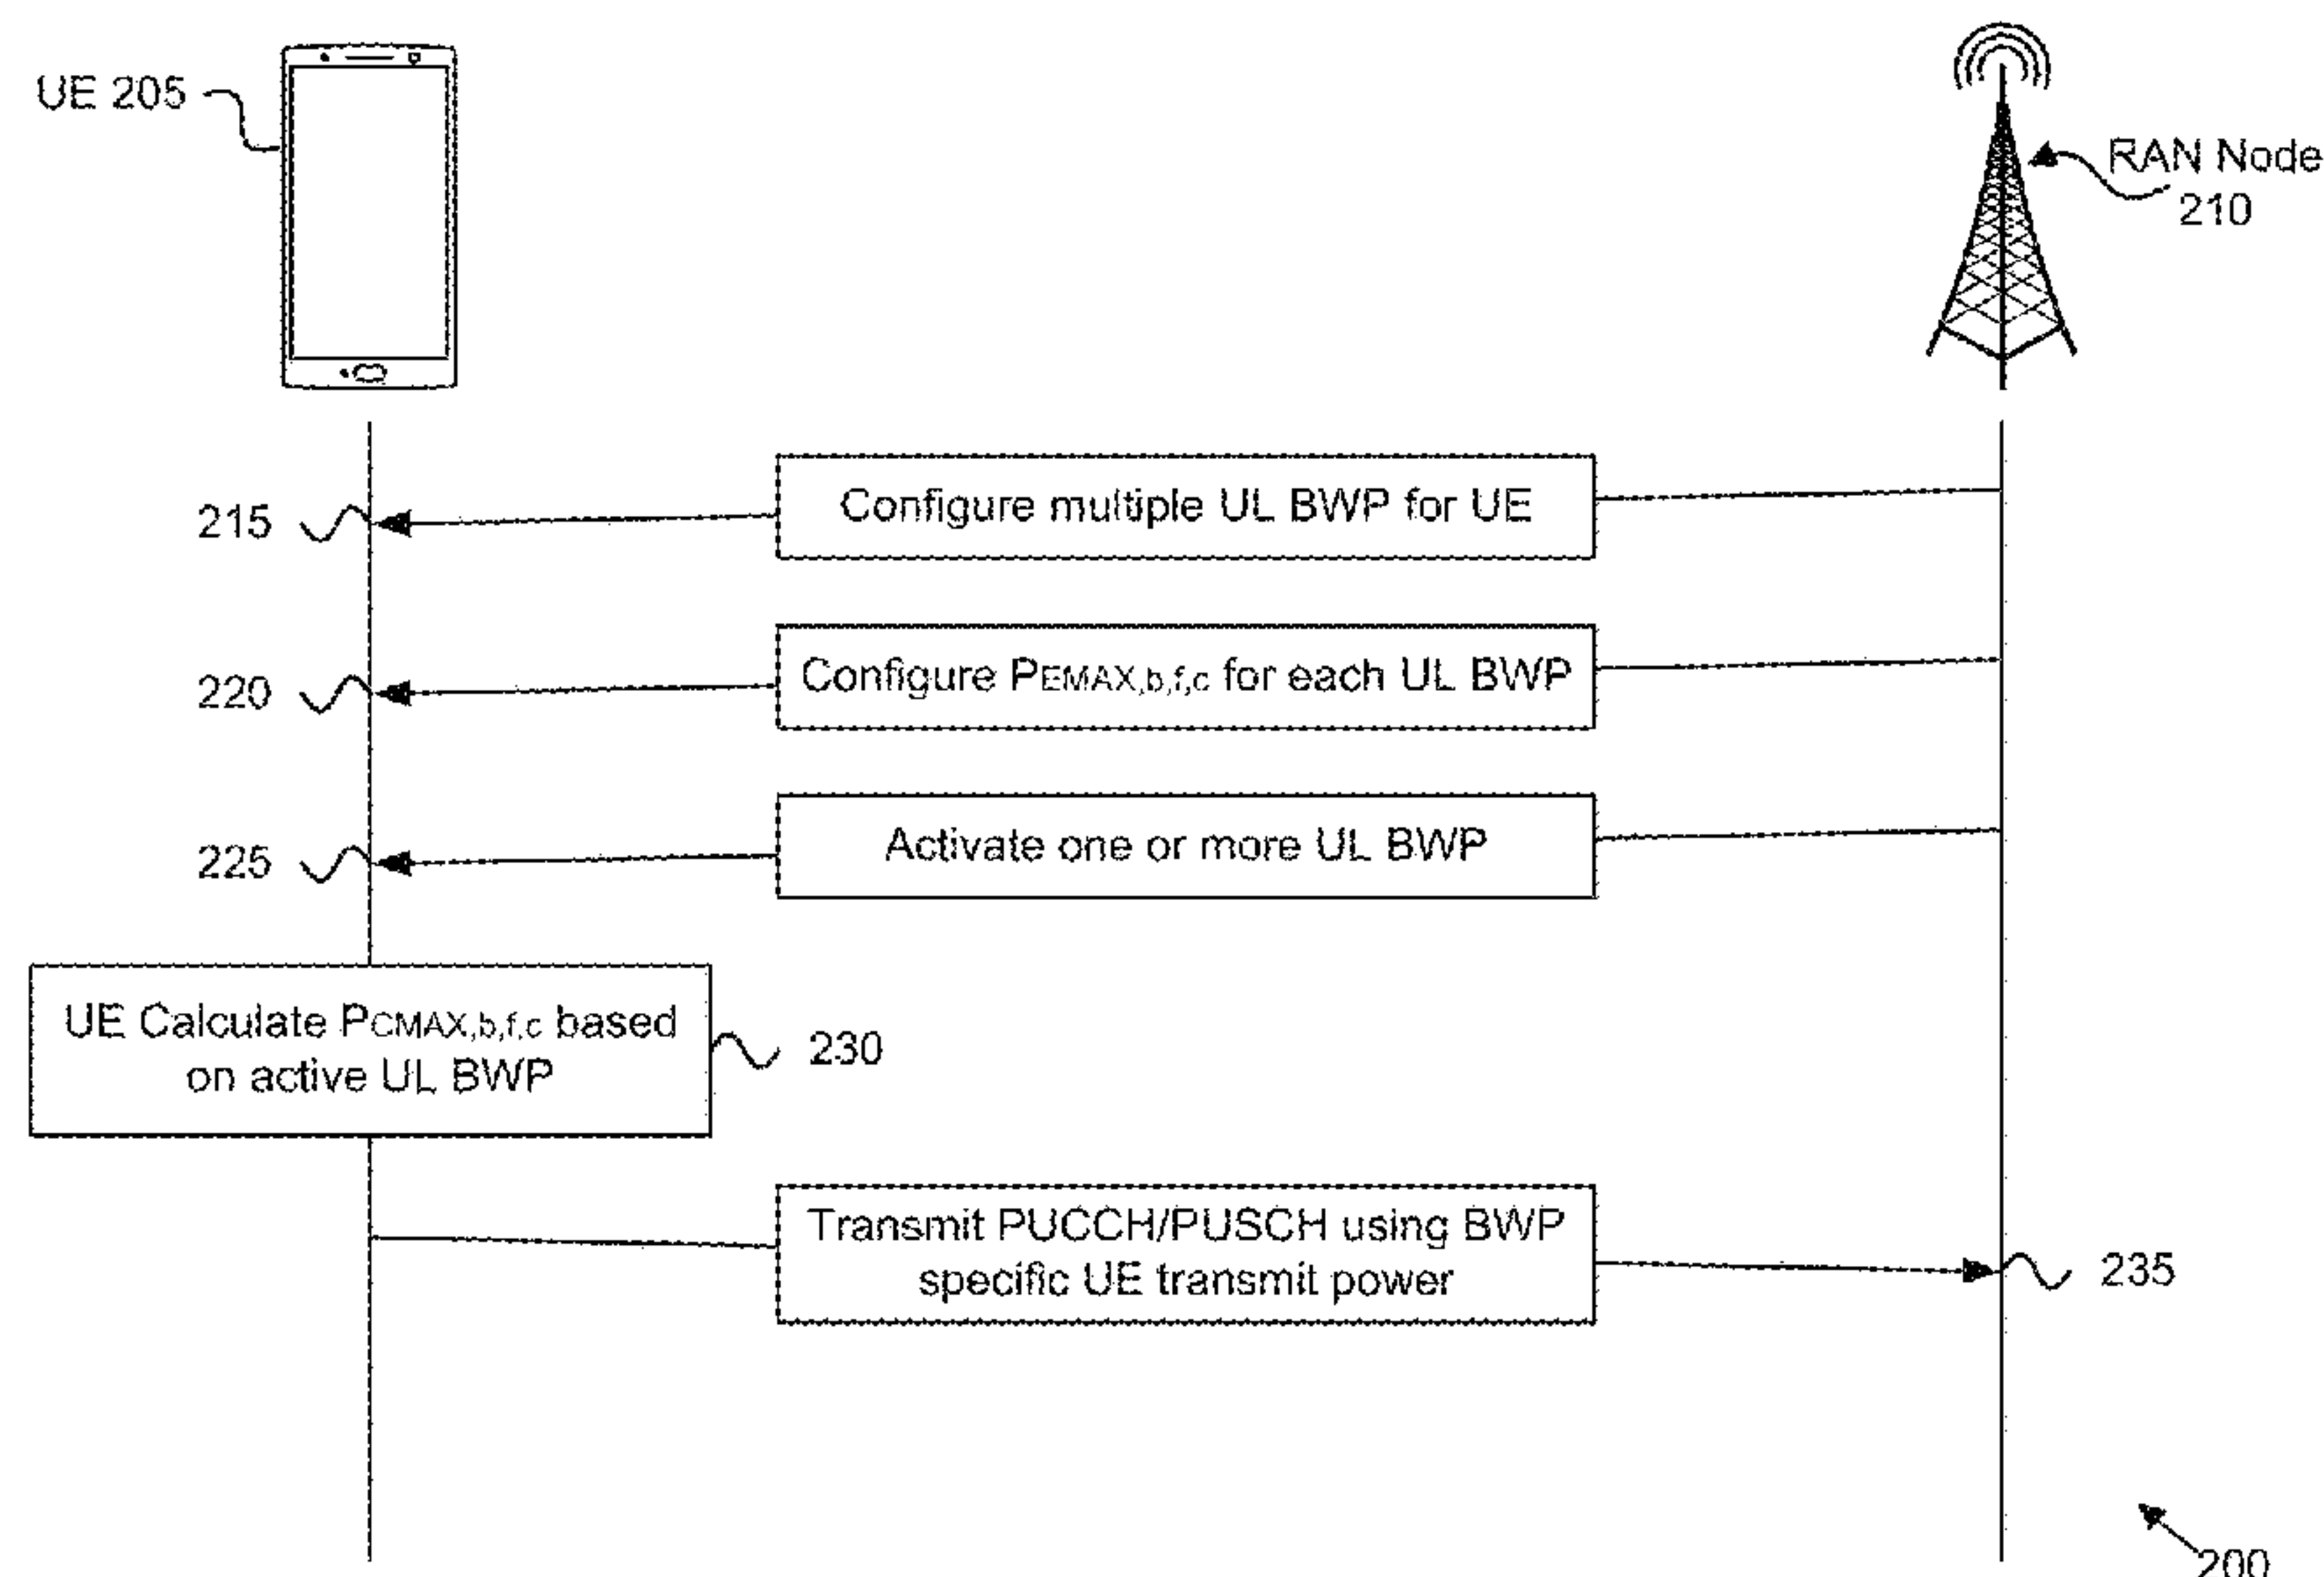 UE 205
RAN Node
210
Configure multiple UL BWP for UE
215
Configure PEMAX,b,f,c for each UL BWP
220
Activate one or more UL BWP
225
UE Calculate PCMAX,b,f,c based
on active UL BWP
230
Transmit PUCCH/PUSCH using BWP
specific UE transmit power
235
200